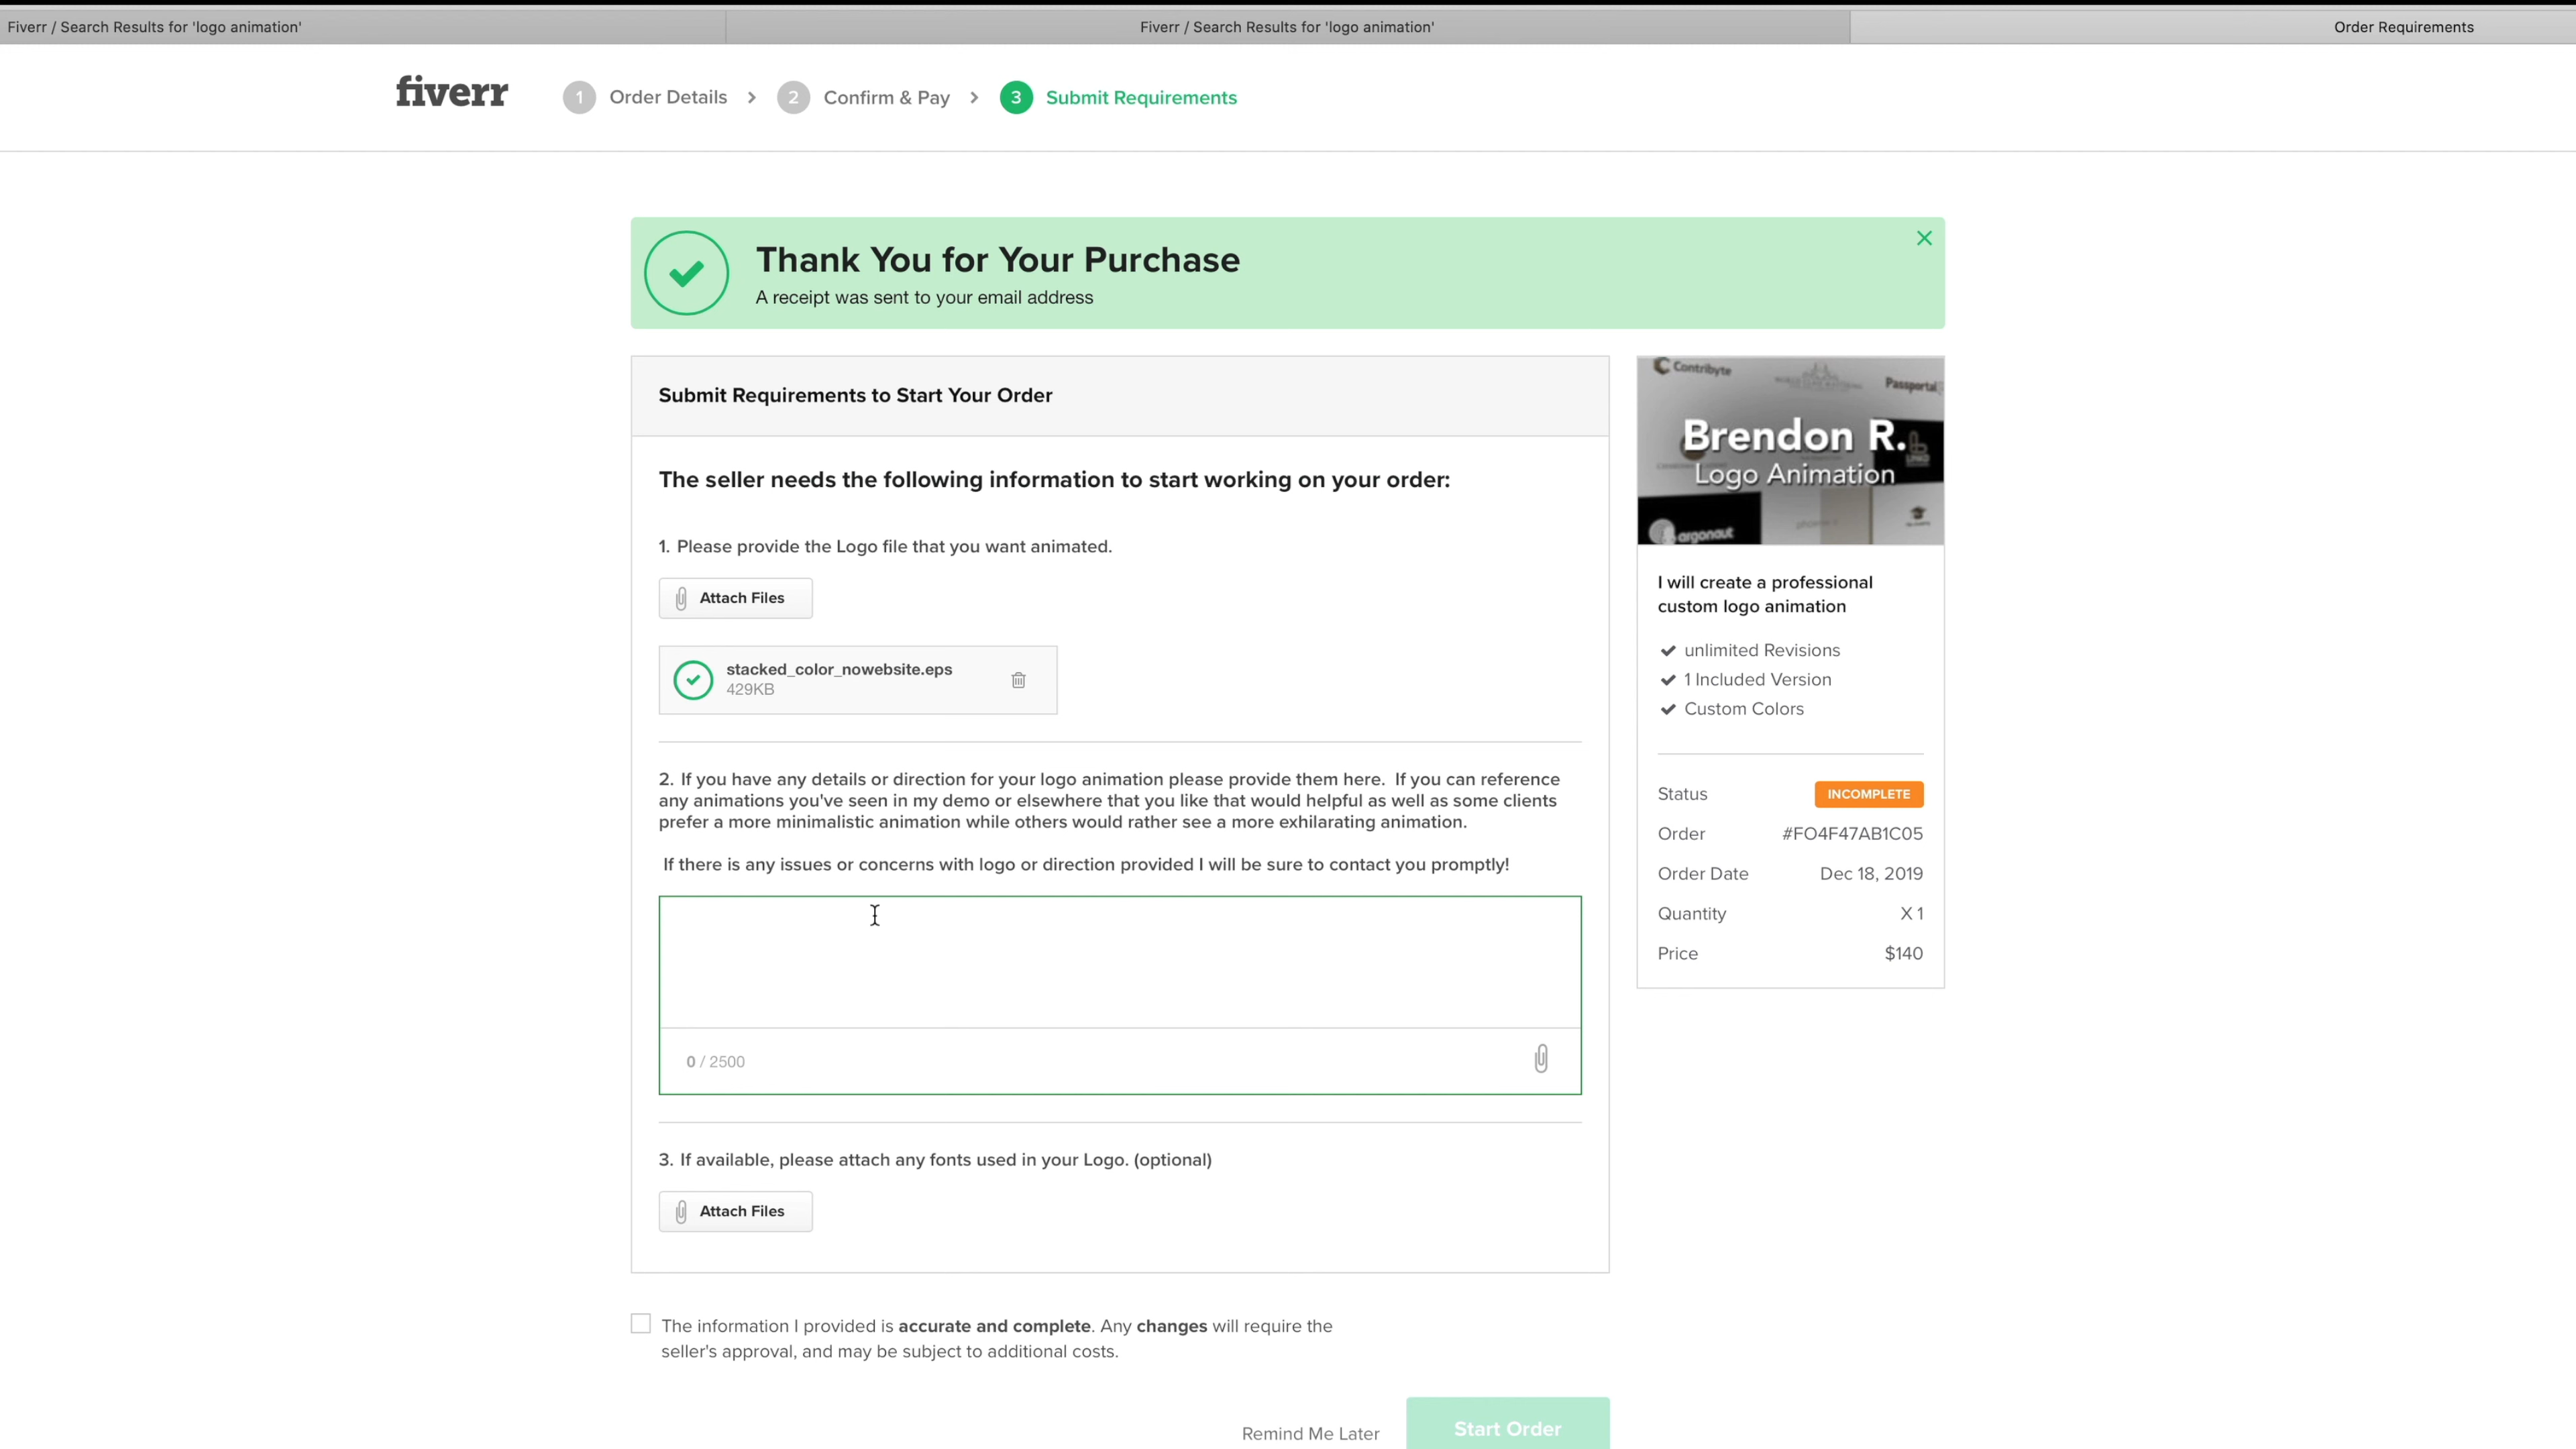 Fiverr / Search Results for 'logo animation'
Fiverr / Search Results for 'logo animation'
Order Requirements
fiverr
1 Order Details > 2 Confirm & Pay > 3 Submit Requirements
Thank You for Your Purchase
A receipt was sent to your email address
Submit Requirements to Start Your Order
The seller needs the following information to start working on your order:
1. Please provide the Logo file that you want animated.
Attach Files
stacked_color_nowebsite.eps
429KB
2. If you have any details or direction for your logo animation please provide them here. If you can reference
any animations you've seen in my demo or elsewhere that you like that would helpful as well as some clients
prefer a more minimalistic animation while others would rather see a more exhilarating animation.
If there is any issues or concerns with logo or direction provided I will be sure to contact you promptly!
0 / 2500
3. If available, please attach any fonts used in your Logo. (optional)
Attach Files
The information I provided is accurate and complete. Any changes will require the
seller's approval, and may be subject to additional costs.
Remind Me Later
Start Order
Contribyte
Passportal
Brendon R.
Logo Animation
argonaut
I will create a professional
custom logo animation
unlimited Revisions
1 Included Version
Custom Colors
Status INCOMPLETE
Order #FO4F47AB1C05
Order Date Dec 18, 2019
Quantity X 1
Price $140